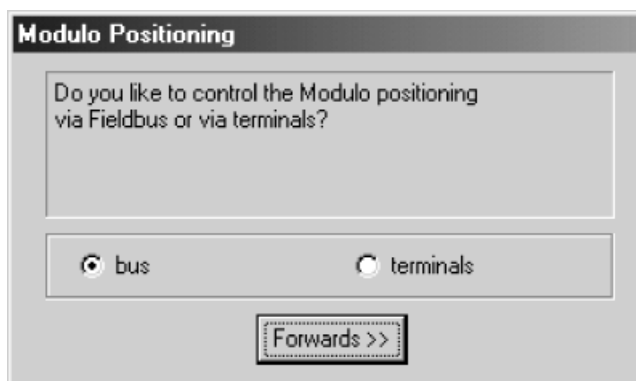 Modulo Positioning
Do you like to control the Modulo positioning
via Fieldbus or via terminals?
bus terminals
Forwards >>